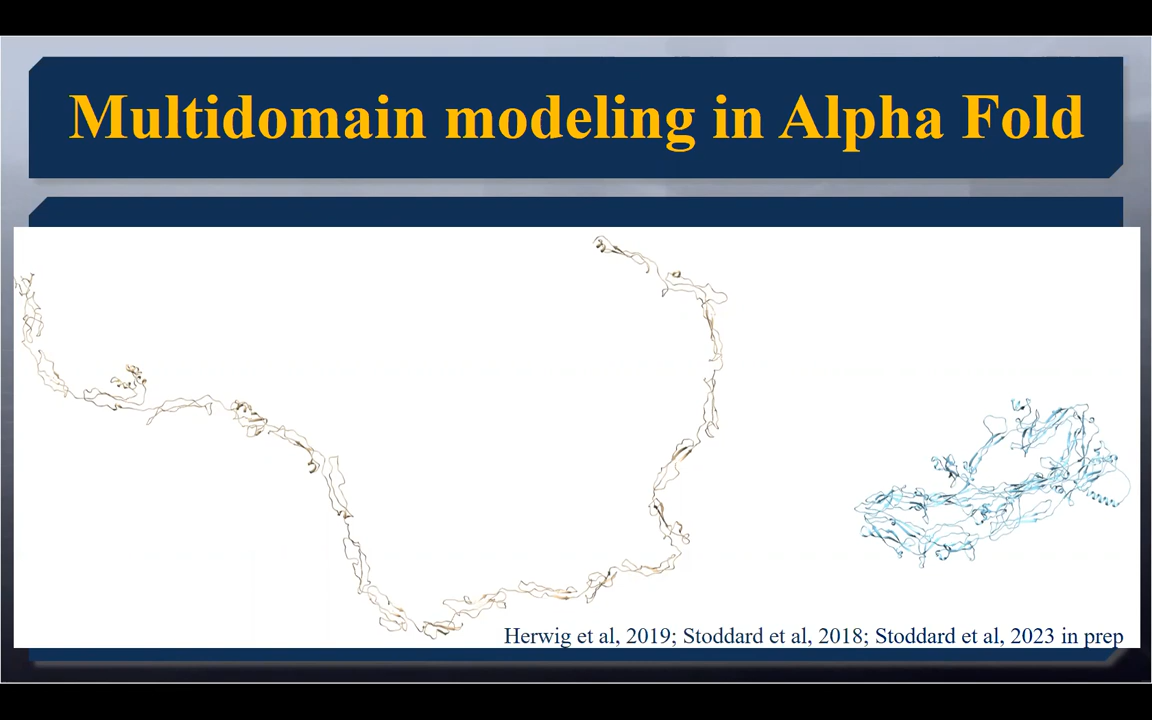 Multidomain modeling in Alpha Fold
Herwig et al, 2019; Stoddard et al, 2018; Stoddard et al, 2023 in prep